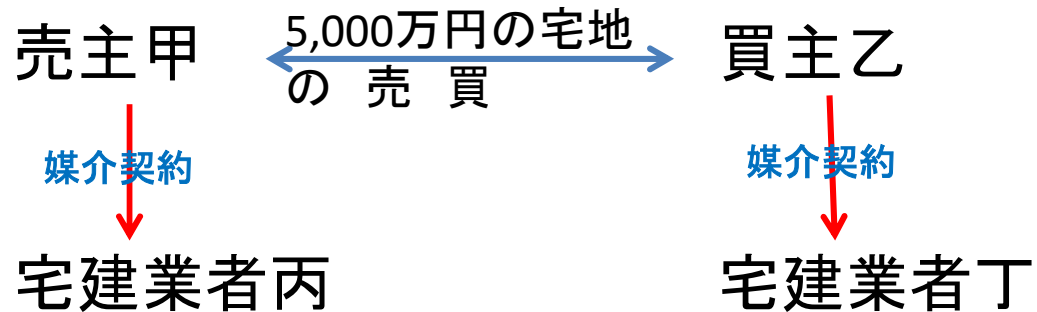 売主甲
5,000万円の宅地
の 売 買
買主乙
媒介契約
媒介契約
宅建業者丙
宅建業者丁